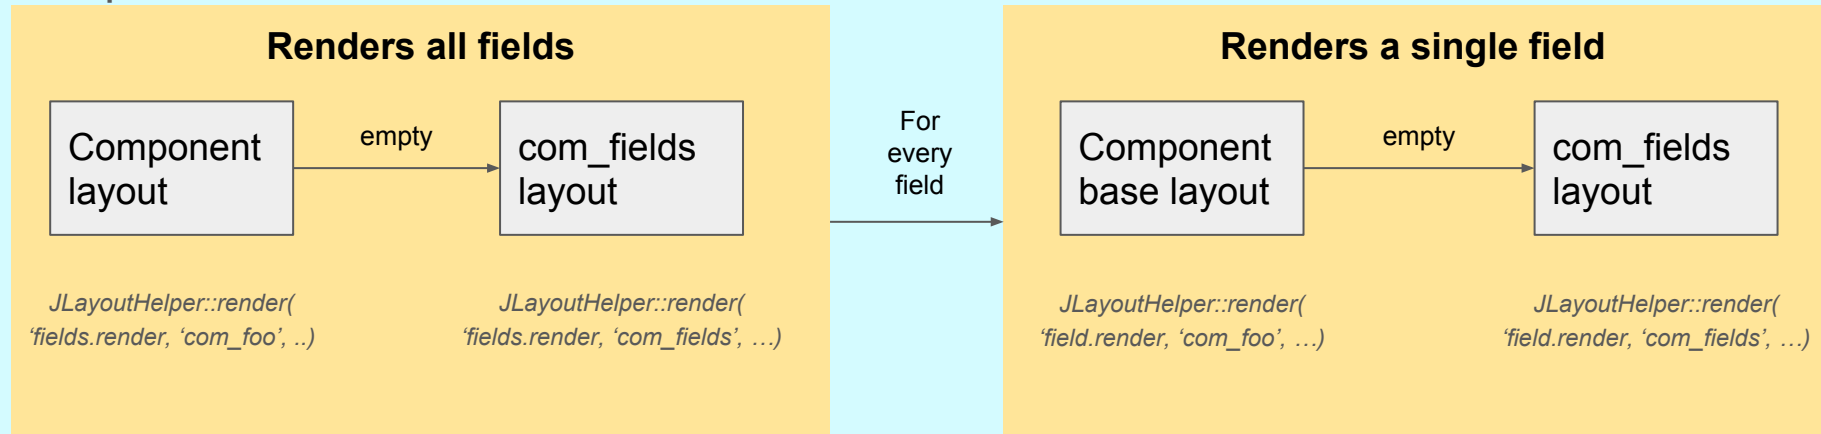 Renders all fields
Component
layout
empty
com_fields
layout
JLayoutHelper::render(
‘fields.render, ‘com_foo’, ..)
JLayoutHelper::render(
‘fields.render, ‘com_fields’, …)
For
every
field
Renders a single field
Component
base layout
empty
com_fields
layout
JLayoutHelper::render(
‘field.render, ‘com_foo’, …)
JLayoutHelper::render(
‘field.render, ‘com_fields’, …)